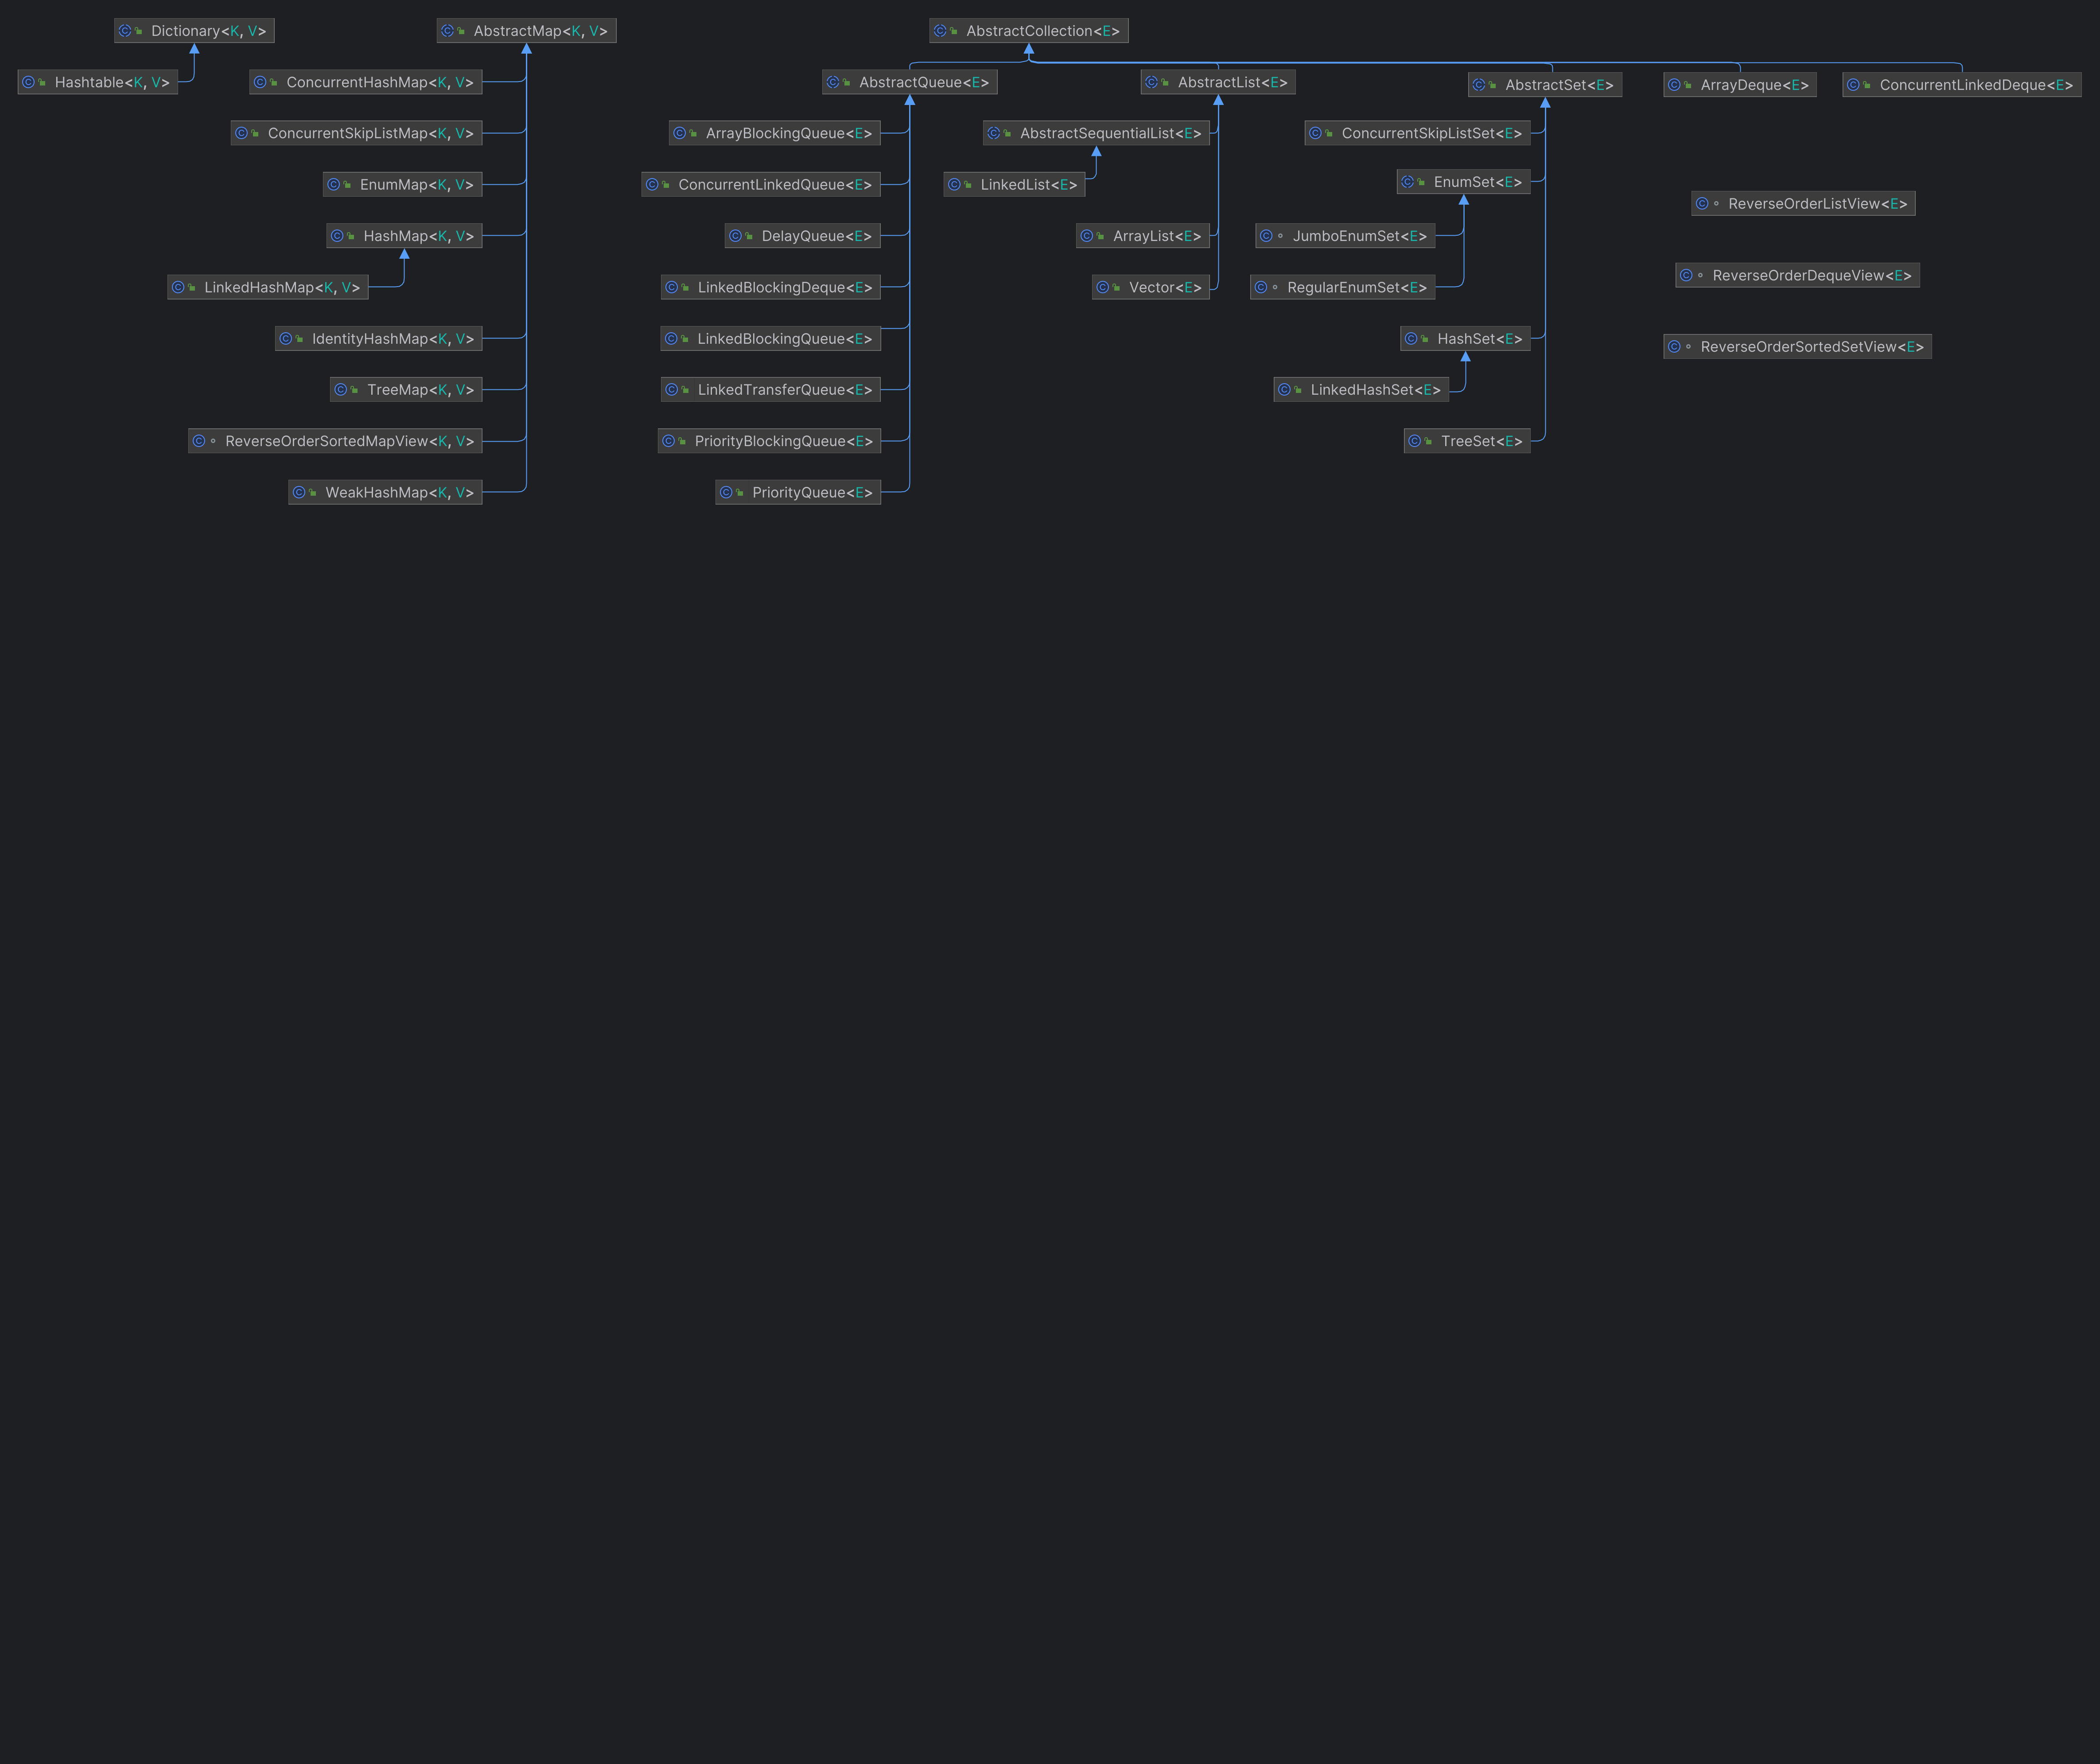 Dictionary<K, V>
AbstractMap<K, V>
AbstractCollection<E>
Hashtable<K, V>
ConcurrentHashMap<K, V>
AbstractQueue<E>
AbstractList<E>
AbstractSet<E>
ArrayDeque<E>
ConcurrentLinkedDeque<E>
ConcurrentSkipListMap<K, V>
ArrayBlockingQueue<E>
AbstractSequentialList<E>
ConcurrentSkipListSet<E>
EnumMap<K, V>
ConcurrentLinkedQueue<E>
LinkedList<E>
EnumSet<E>
ReverseOrderListView<E>
HashMap<K, V>
DelayQueue<E>
ArrayList<E>
JumboEnumSet<E>
ReverseOrderDequeView<E>
LinkedHashMap<K, V>
LinkedBlockingDeque<E>
Vector<E>
RegularEnumSet<E>
IdentityHashMap<K, V>
LinkedBlockingQueue<E>
HashSet<E>
ReverseOrderSortedSetView<E>
TreeMap<K, V>
LinkedTransferQueue<E>
LinkedHashSet<E>
ReverseOrderSortedMapView<K, V>
PriorityBlockingQueue<E>
TreeSet<E>
WeakHashMap<K, V>
PriorityQueue<E>